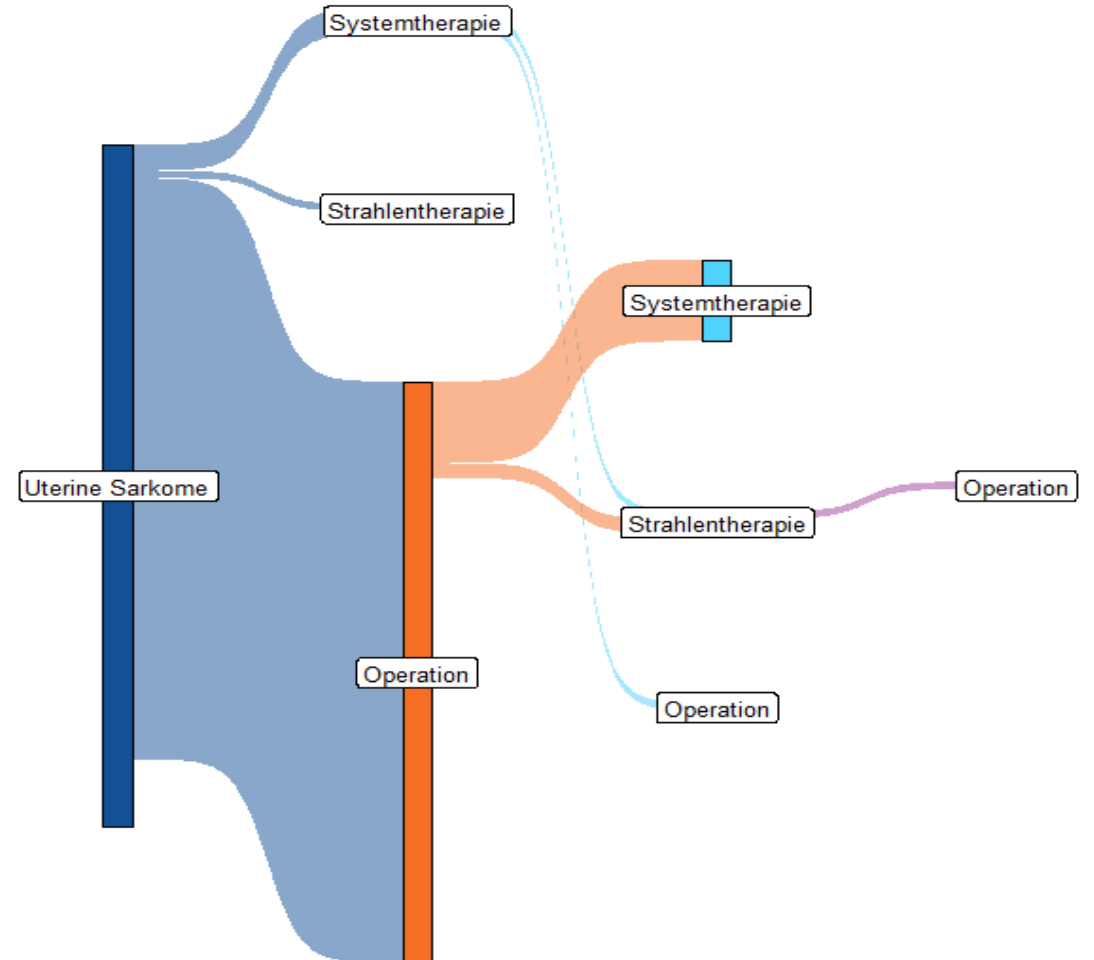 Systemtherapie
Strahlentherapie
Systemtherapie
Uterine Sarkome
Operation
Strahlentherapie
Operation
Operation